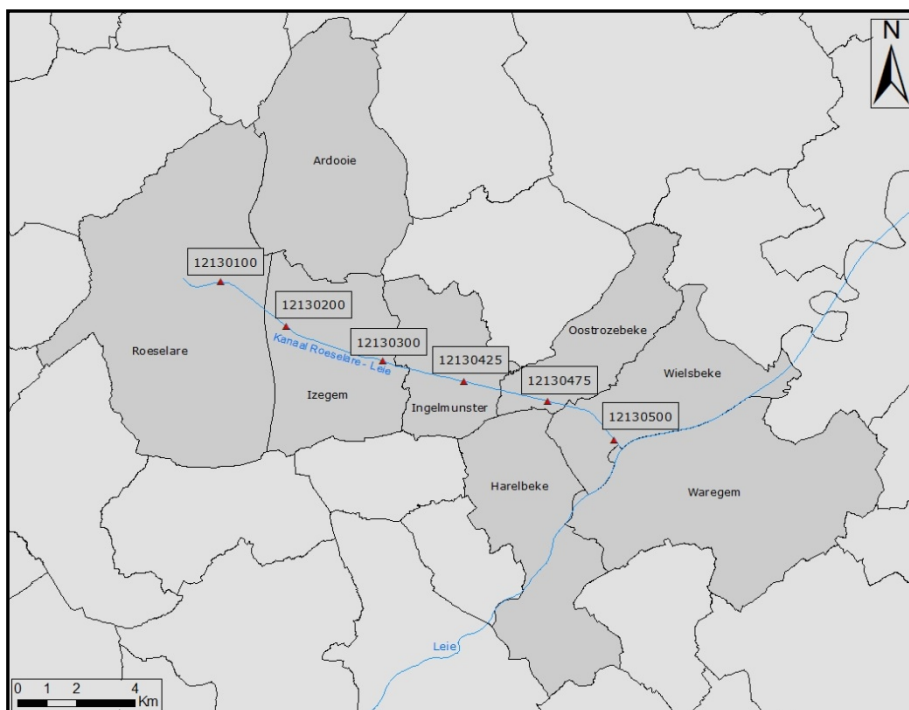 N
Ardooie
12130100
12130200
Oostrozebeke
12130300
Kanaal Roeselare - Leie
Roeselare
12130425
Wielsbeke
12130475
Izegem
Ingelmunster
12130500
Harelbeke
Waregem
Leie
0 1 2 4
Km